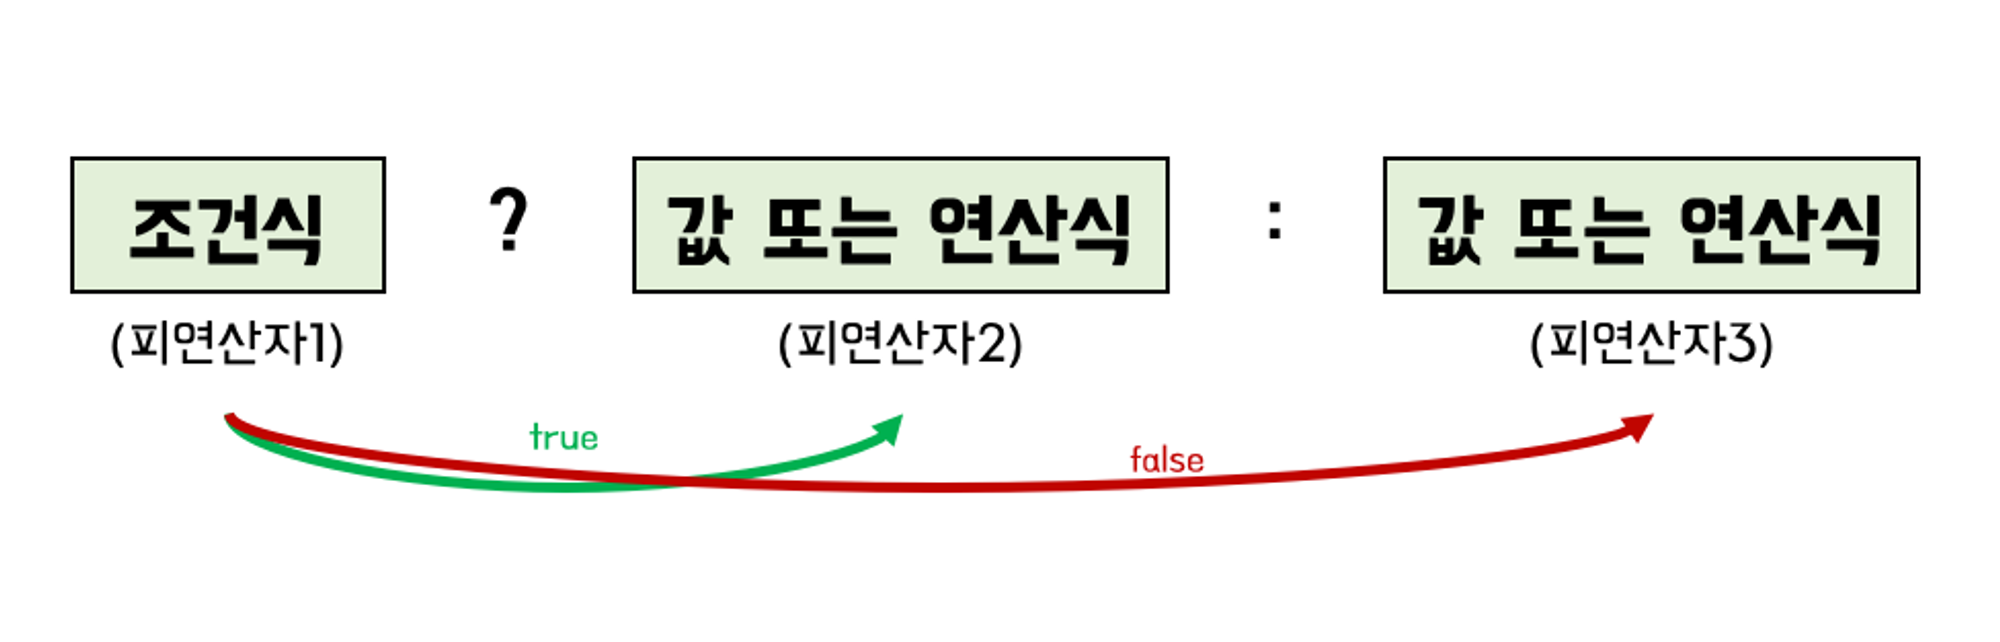 조건식 ? 값 또는 연산식 : 값 또는 연산식
(피연산자1) (피연산자2) (피연산자3)
true
false